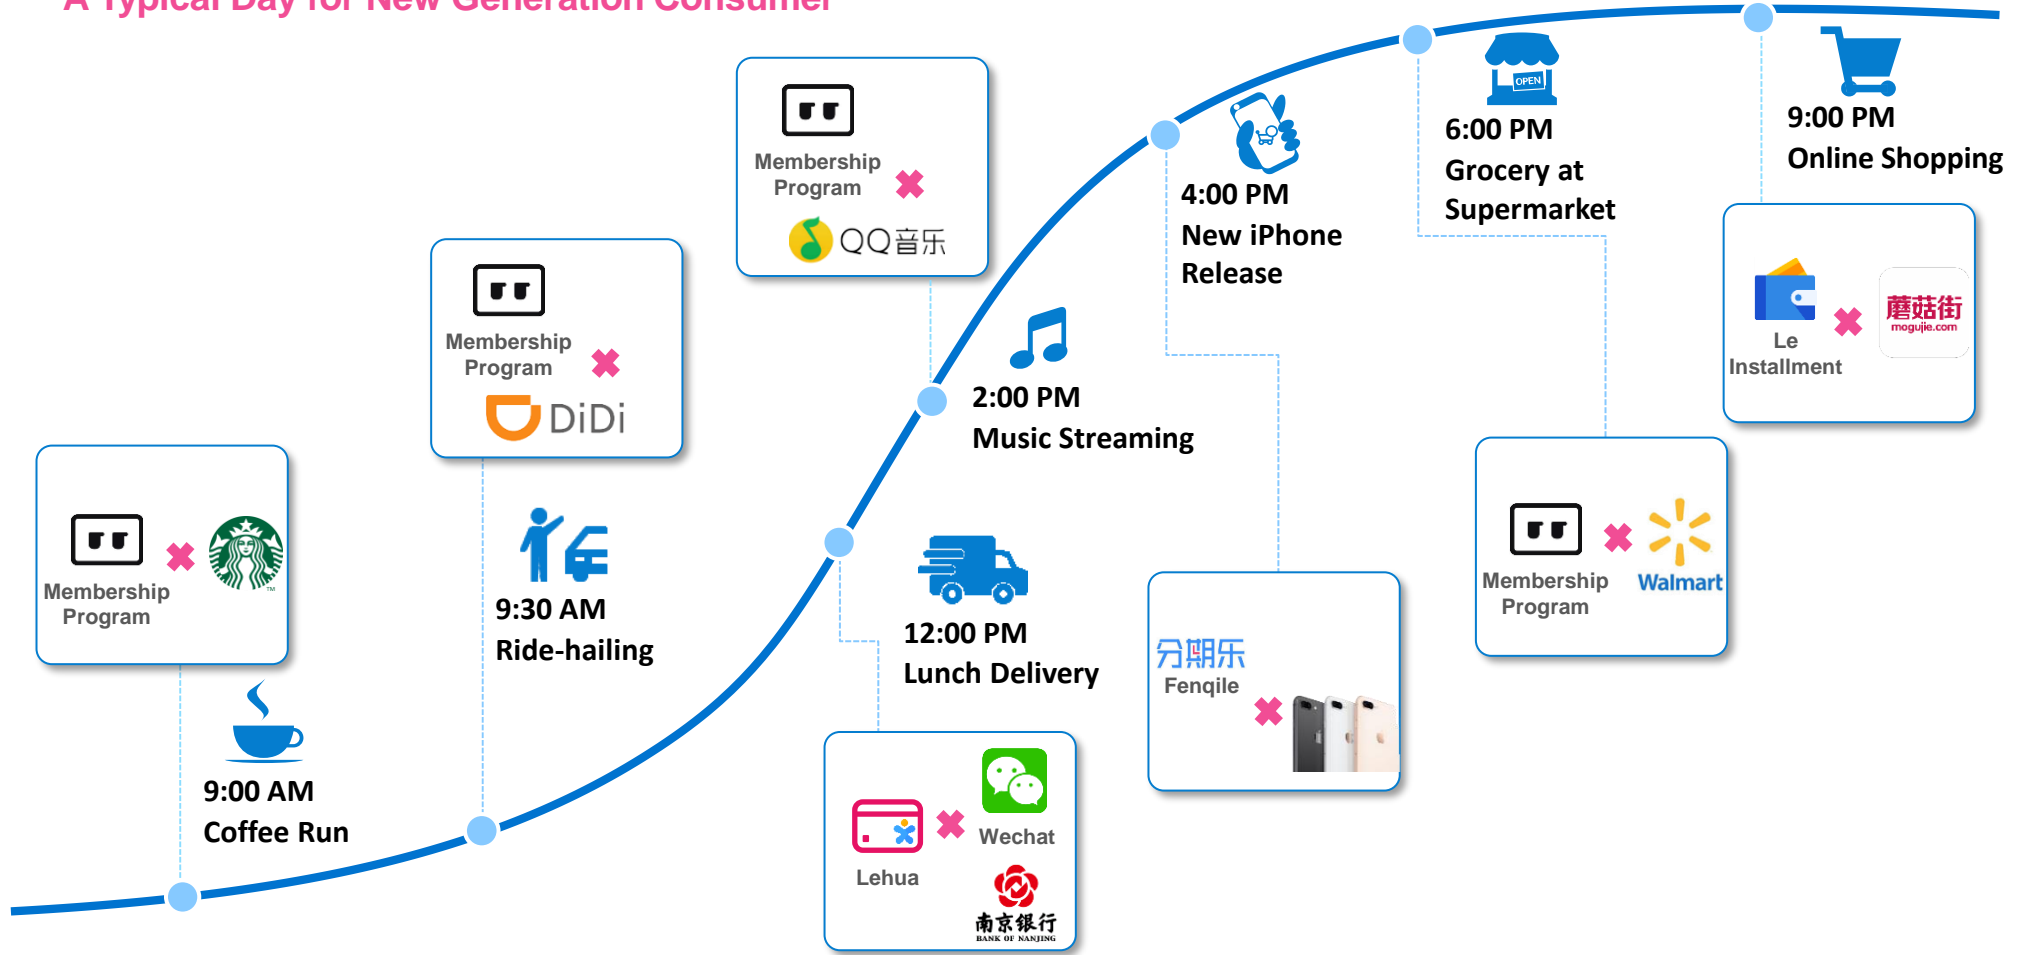 A Typical Day for New Generation Consumer
Membership
Program
TM
9:00 AM
Coffee Run
Membership
Program
DiDi
9:30 AM
Ride-hailing
Membership
Program
QQ音乐
2:00 PM
Music Streaming
12:00 PM
Lunch Delivery
Lehua
Wechat
南京银行
BANK OF NANJING
4:00 PM
New iPhone
Release
分期乐
Fenqile
OPEN
6:00 PM
Grocery at
Supermarket
Membership
Program
Walmart
9:00 PM
Online Shopping
Le
Installment
蘑菇街
mogujie.com